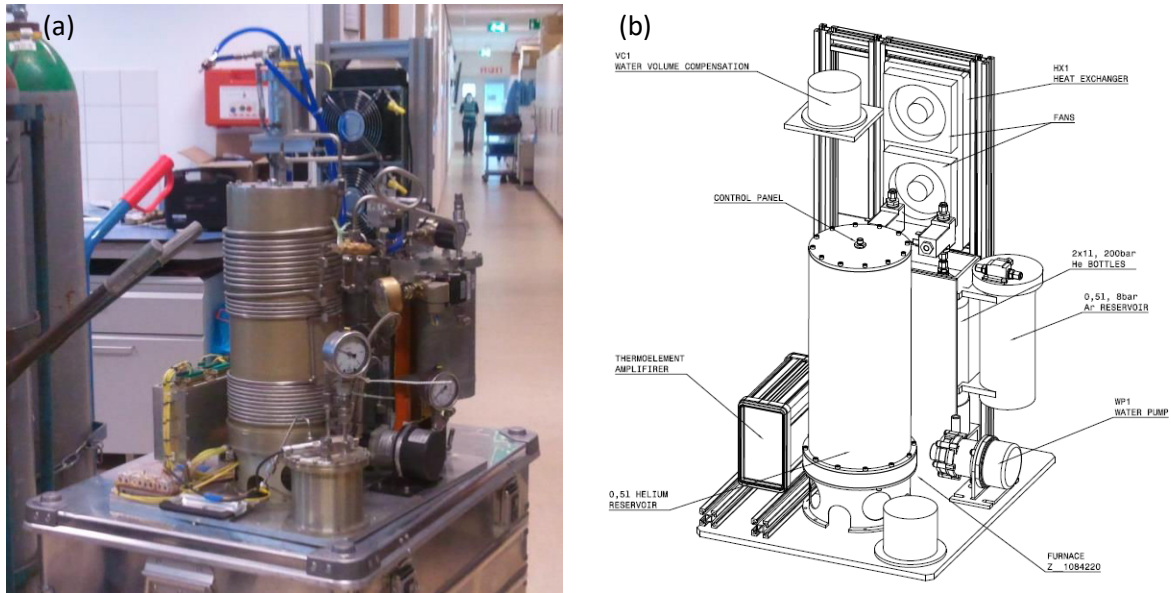 (a)
(b)
VC1
WATER VOLUME COMPENSATION
HX1
HEAT EXCHANGER
FANS
CONTROL PANEL
2x1l, 200bar
He BOTTLES
0,5l, 8bar
Ar RESERVOIR
THERMOELEMENT
AMPLIFIRER
WP1
WATER PUMP
0,5l HELIUM
RESERVOIR
FURNACE
Z__1084220